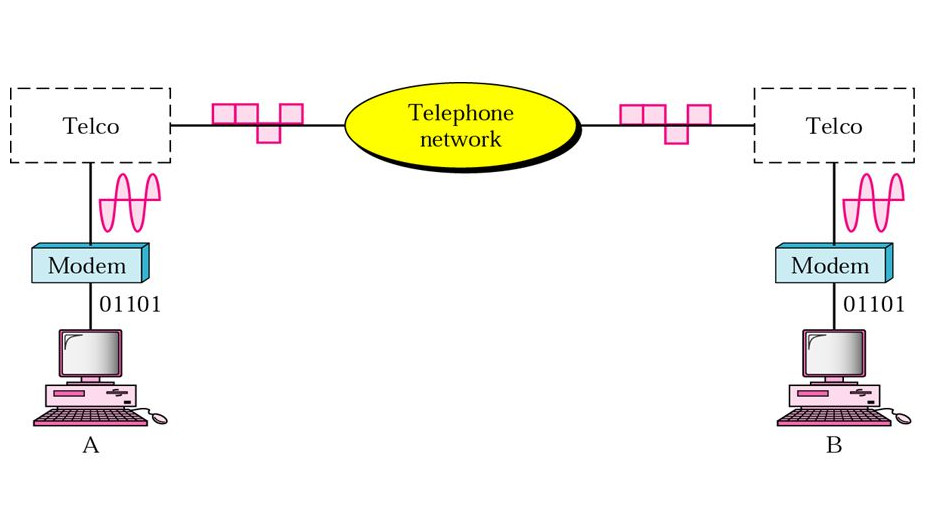 Telco
Telephone
network
Telco
Modem
Modem
01101
01101
A
B